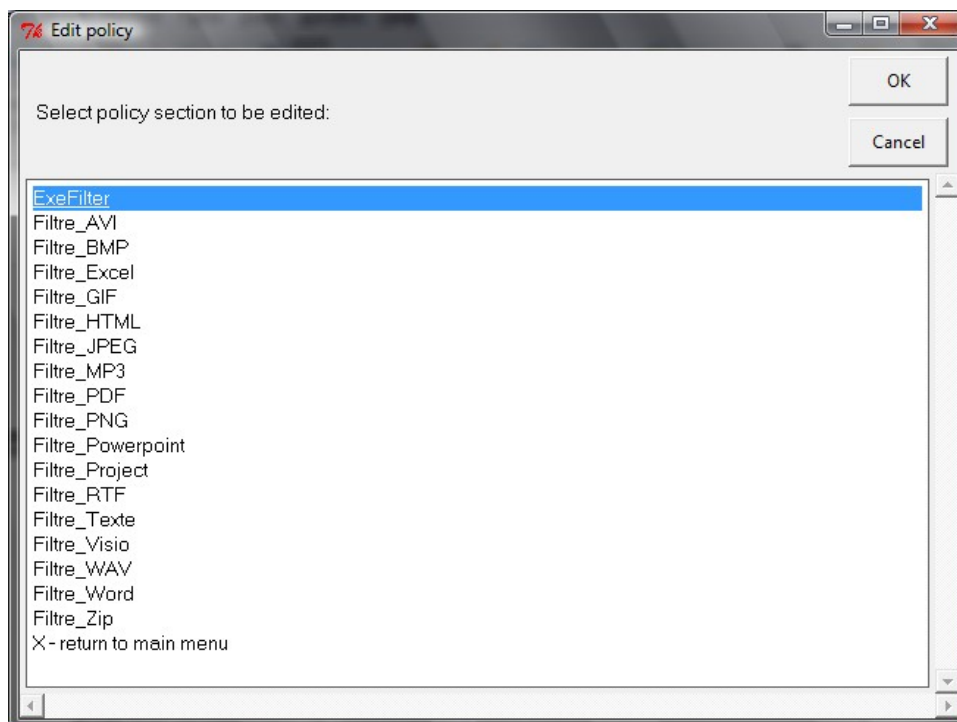 Edit policy
Select policy section to be edited:
OK
Cancel
ExeFilter
Filtre_AVI
Filtre_BMP
Filtre_Excel
Filtre_GIF
Filtre_HTML
Filtre_JPEG
Filtre_MP3
Filtre_PDF
Filtre_PNG
Filtre_Powerpoint
Filtre_Project
Filtre_RTF
Filtre_Texte
Filtre_Visio
Filtre_WAV
Filtre_Word
Filtre_Zip
X - return to main menu